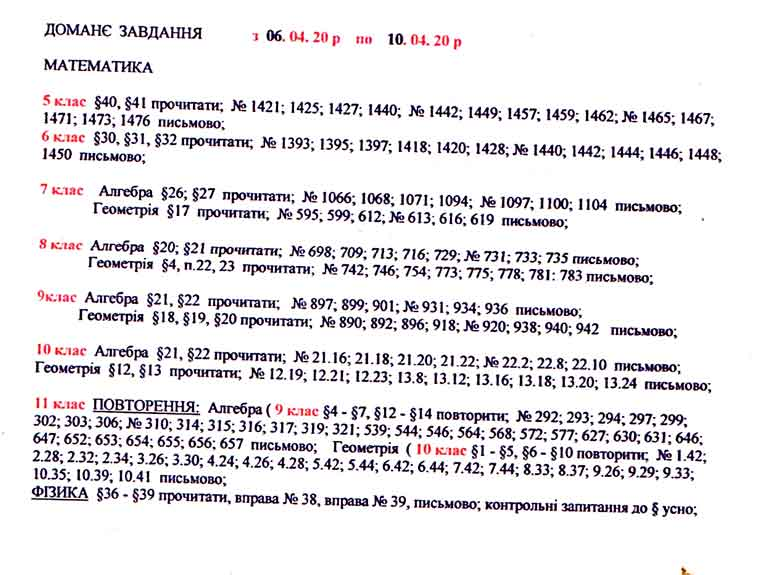 ДОМАНЄ ЗАВДАННЯ з 06. 04. 20 р по 10. 04. 20 р
МАТЕМАТИКА
5 клас §40, §41 прочитати; № 1421; 1425; 1427; 1440; № 1442; 1449; 1457; 1459; 1462; № 1465; 1467;
1471; 1473; 1476 письмово;
6 клас §30, §31, §32 прочитати; № 1393; 1395; 1397; 1418; 1420; 1428; № 1440; 1442; 1444; 1446; 1448;
1450 письмово;
7 клас Алгебра §26; §27 прочитати; № 1066; 1068; 1071; 1094; № 1097; 1100; 1104 письмово;
Геометрія §17 прочитати; № 595; 599; 612; № 613; 616; 619 письмово;
8 клас Алгебра §20; §21 прочитати; № 698; 709; 713; 716; 729; № 731; 733; 735 письмово;
Геометрія §4, п.22, 23 прочитати; № 742; 746; 754; 773; 775; 778; 781: 783 письмово;
9клас Алгебра §21, §22 прочитати; № 897; 899; 901; № 931; 934; 936 письмово;
Геометрія §18, §19, §20 прочитати; № 890; 892; 896; 918; № 920; 938; 940; 942 письмово;
10 клас Алгебра §21, §22 прочитати; № 21.16; 21.18; 21.20; 21.22; № 22.2; 22.8; 22.10 письмово;
Геометрія §12, §13 прочитати; № 12.19; 12.21; 12.23; 13.8; 13.12; 13.16; 13.18; 13.20; 13.24 письмово;
11 клас ПОВТОРЕННЯ: Алгебра ( 9 клас §4 - §7, §12 - §14 повторити; № 292; 293; 294; 297; 299;
302; 303; 306; № 310; 314; 315; 316; 317; 319; 321; 539; 544; 546; 564; 568; 572; 577; 627; 630; 631; 646;
647; 652; 653; 654; 655; 656; 657 письмово; Геометрія ( 10 клас §1 - §5, §6 - §10 повторити; № 1.42;
2.28; 2.32; 2.34; 3.26; 3.30; 4.24; 4.26; 4.28; 5.42; 5.44; 6.42; 6.44; 7.42; 7.44; 8.33; 8.37; 9.26; 9.29; 9.33;
10.35; 10.39; 10.41 письмово;
ФІЗИКА §36 - §39 прочитати, вправа № 38, вправа № 39, письмово; контрольні запитання до § усно;